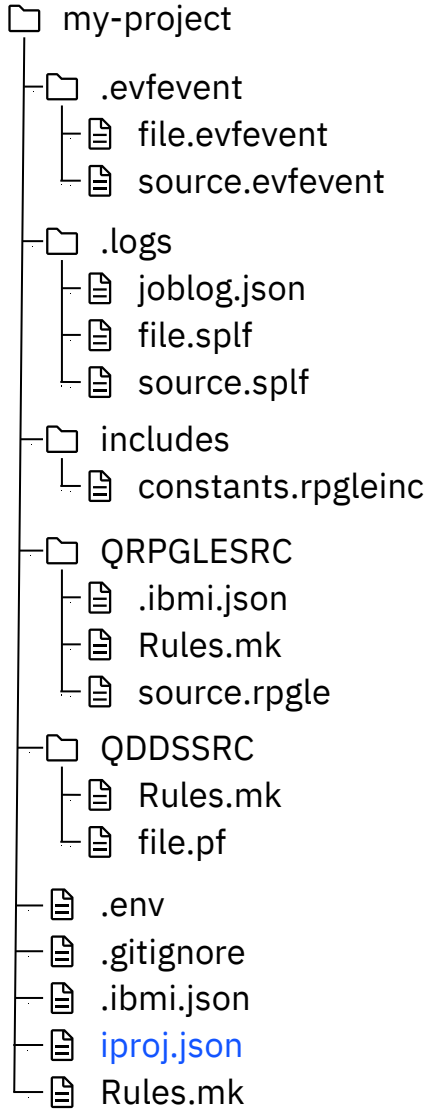 my-project
.evfevent
file.evfevent
source.evfevent
.logs
joblog.json
file.splf
source.splf
includes
constants.rpgleinc
QRPGLESRC
.ibmi.json
Rules.mk
source.rpgle
QDDSSRC
Rules.mk
file.pf
.env
.gitignore
.ibmi.json
iproj.json
Rules.mk